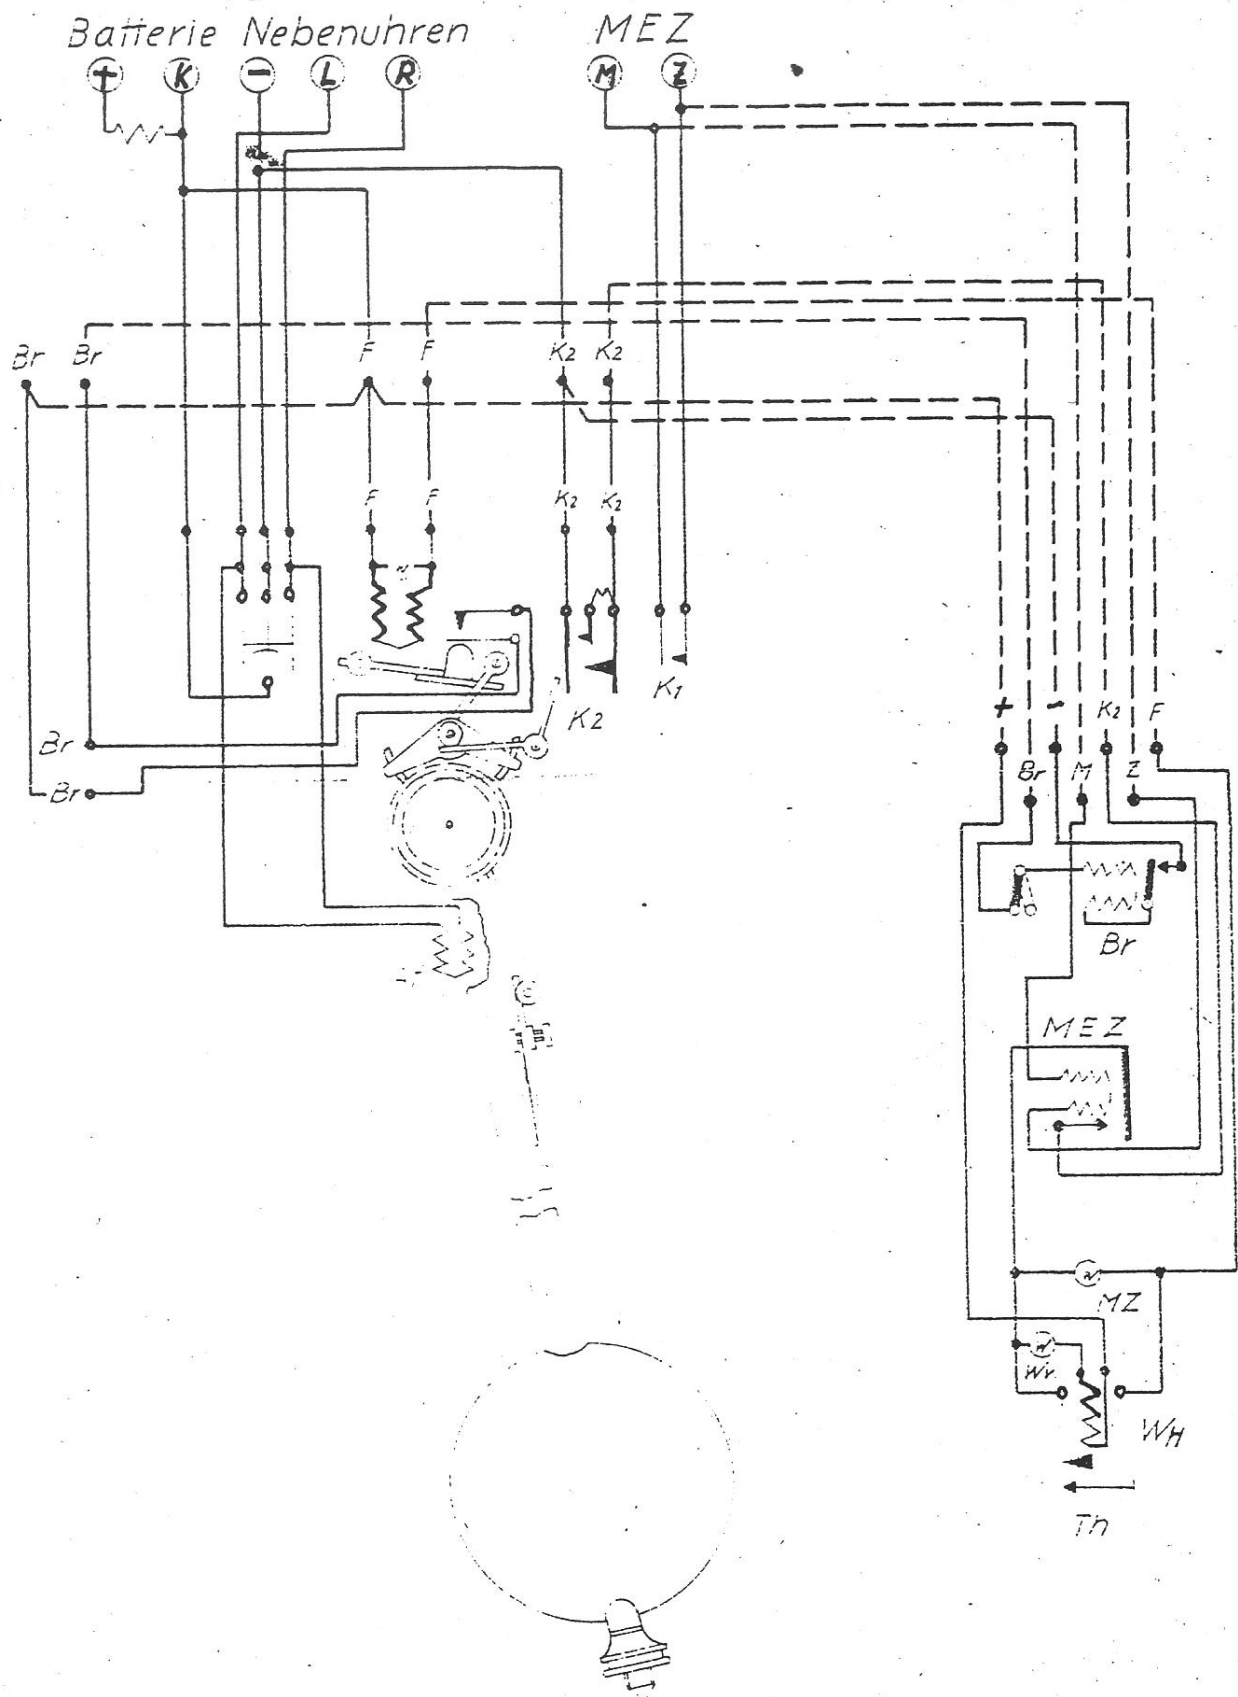 Batterie Nebenuhren MEZ
+ K − L R M Z
Br Br F F K2 K2
F F K2 K2
K1
K2
+ − K2 F
Br
Br M Z
Br
Br
MEZ
MZ
Wr
WH
Th